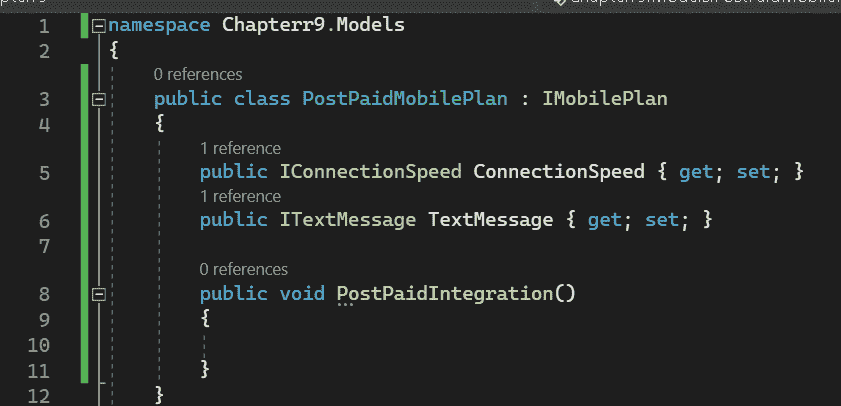 1 namespace Chapterr9.Models
2 {
0 references
3 public class PostPaidMobilePlan : IMobilePlan
4 {
1 reference
5 public IConnectionSpeed ConnectionSpeed { get; set; }
1 reference
6 public ITextMessage TextMessage { get; set; }
7
0 references
8 public void PostPaidIntegration()
9 {
10
11 }
12 }